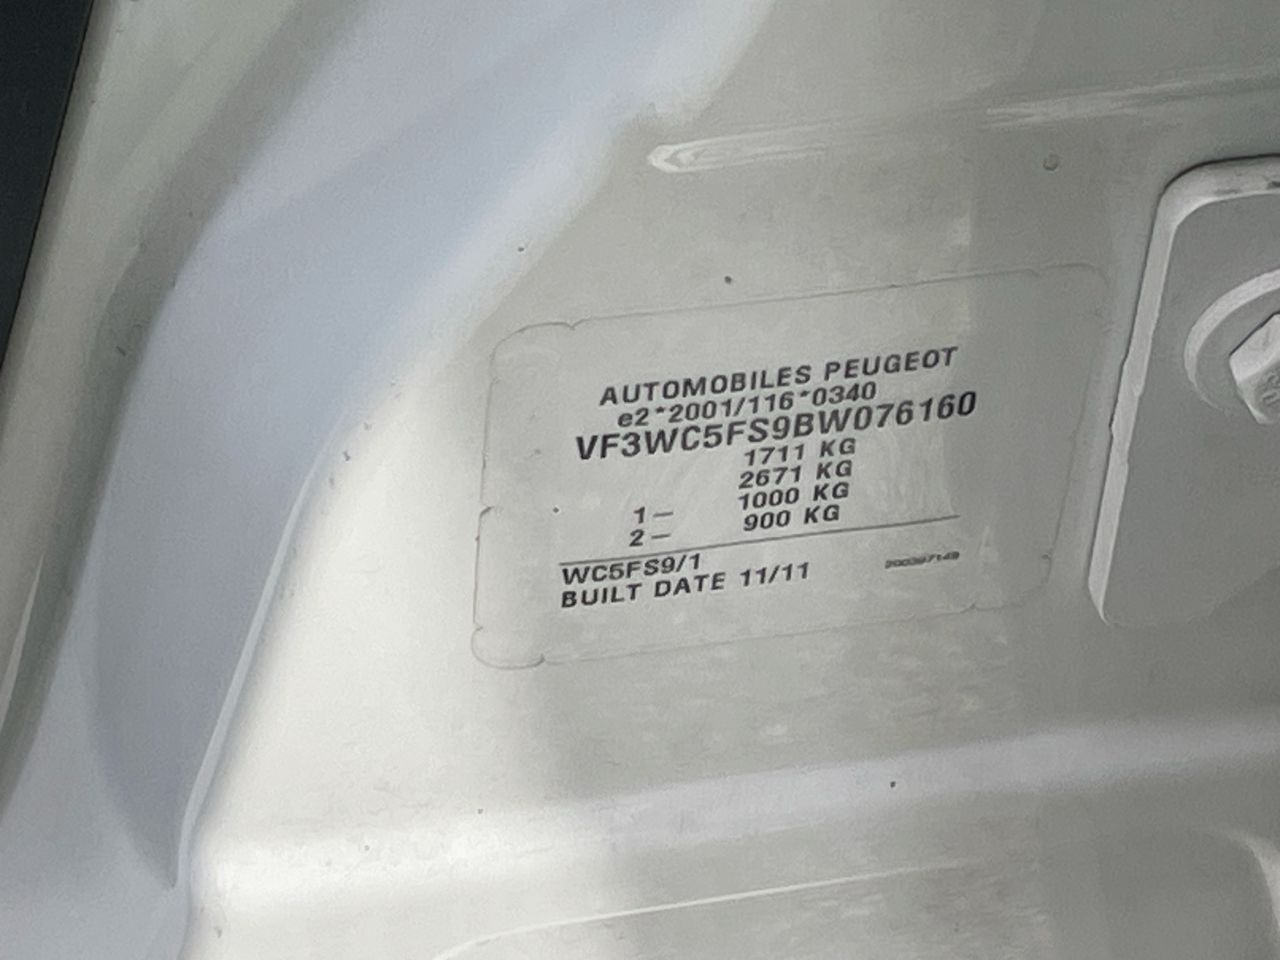 AUTOMOBILES PEUGEOT
e2*2001/116*0340
VF3WC5FS9BW076160
1711 KG
2671 KG
1- 1000 KG
2- 900 KG
WC5FS9/1
BUILT DATE 11/11